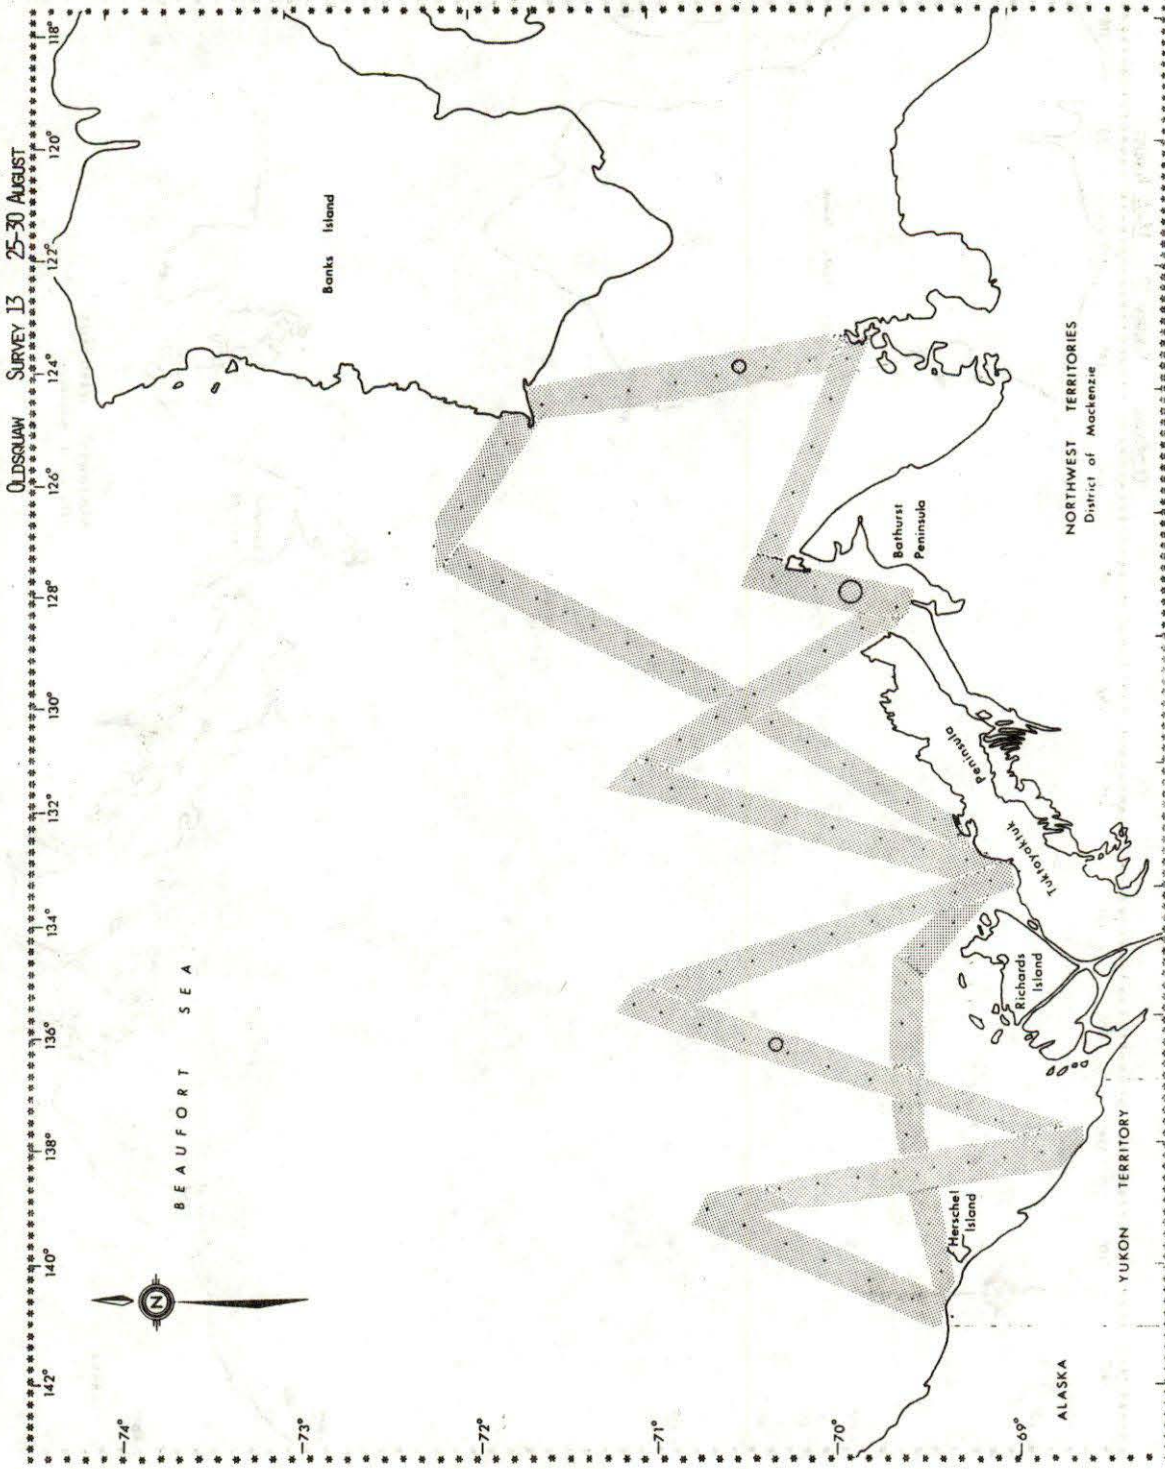 OLDSQUAW SURVEY 13 25-30 AUGUST
142° 140° 138° 136° 134° 132° 130° 128° 126° 124° 122° 120° 118°
74°
73°
72°
71°
70°
69°
N
BEAUFORT SEA
Banks Island
Bathurst
Peninsula
NORTHWEST TERRITORIES
District of Mackenzie
Tuktoyaktuk Peninsula
Richards
Island
Herschel
Island
YUKON TERRITORY
ALASKA